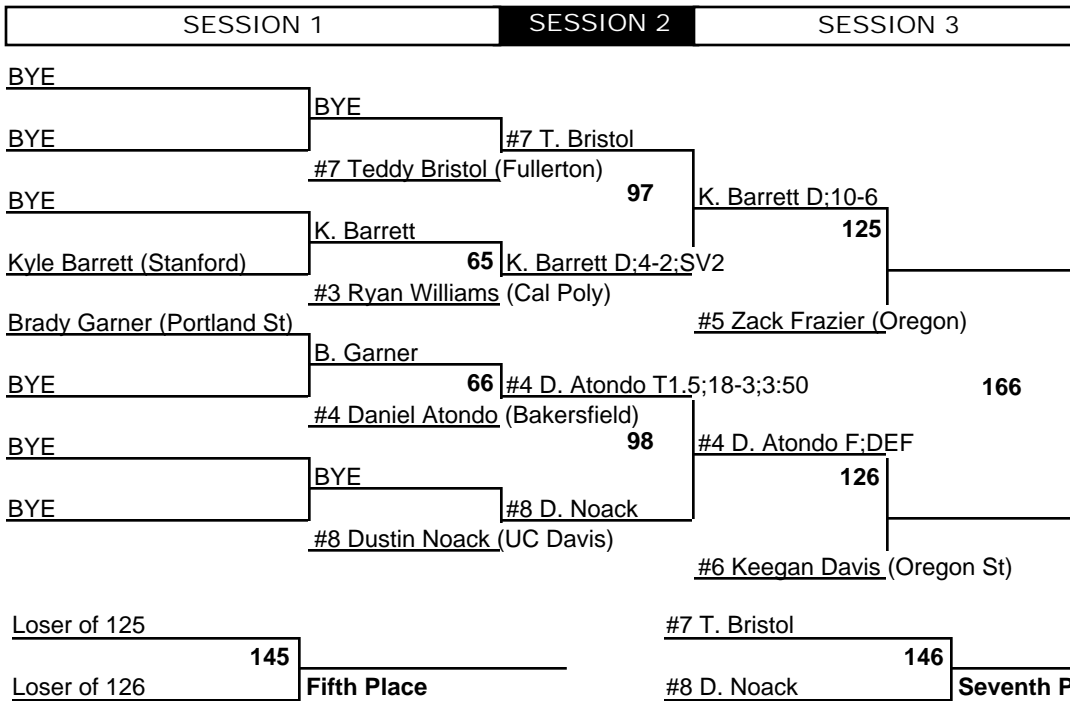 SESSION 1 SESSION 2 SESSION 3
BYE
BYE
BYE #7 T. Bristol
#7 Teddy Bristol (Fullerton)
97
BYE K. Barrett D;10-6
125
K. Barrett
Kyle Barrett (Stanford) 65 K. Barrett D;4-2;SV2
#3 Ryan Williams (Cal Poly)
Brady Garner (Portland St) #5 Zack Frazier (Oregon)
B. Garner
BYE 66 #4 D. Atondo T1.5;18-3;3:50 166
#4 Daniel Atondo (Bakersfield)
98
BYE #4 D. Atondo F;DEF
BYE 126
BYE #8 D. Noack
#8 Dustin Noack (UC Davis)
#6 Keegan Davis (Oregon St)
Loser of 125 #7 T. Bristol
145 146
Loser of 126 Fifth Place #8 D. Noack Seventh P